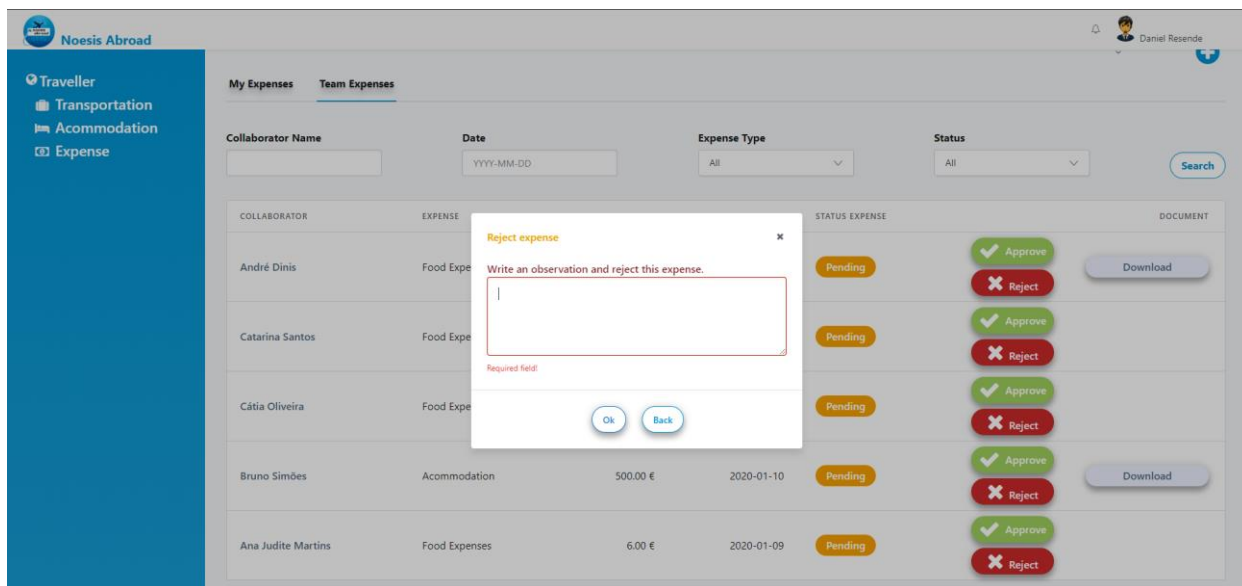 Noesis Abroad
Daniel Resende
Traveller
Transportation
Acommodation
Expense
My Expenses Team Expenses
Collaborator Name Date Expense Type Status
YYYY-MM-DD All All Search
COLLABORATOR EXPENSE STATUS EXPENSE DOCUMENT
Reject expense
Write an observation and reject this expense.
Required field!
Ok Back
André Dinis Food Expe Pending Approve Reject Download
Catarina Santos Food Expe Pending Approve Reject
Cátia Oliveira Food Expe Pending Approve Reject
Bruno Simões Acommodation 500.00 € 2020-01-10 Pending Approve Reject Download
Ana Judite Martins Food Expenses 6.00 € 2020-01-09 Pending Approve Reject